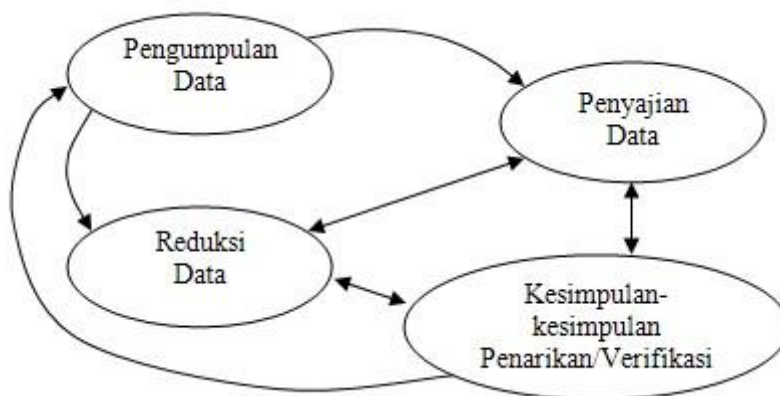 Pengumpulan
Data
Penyajian
Data
Reduksi
Data
Kesimpulan-
kesimpulan
Penarikan/Verifikasi